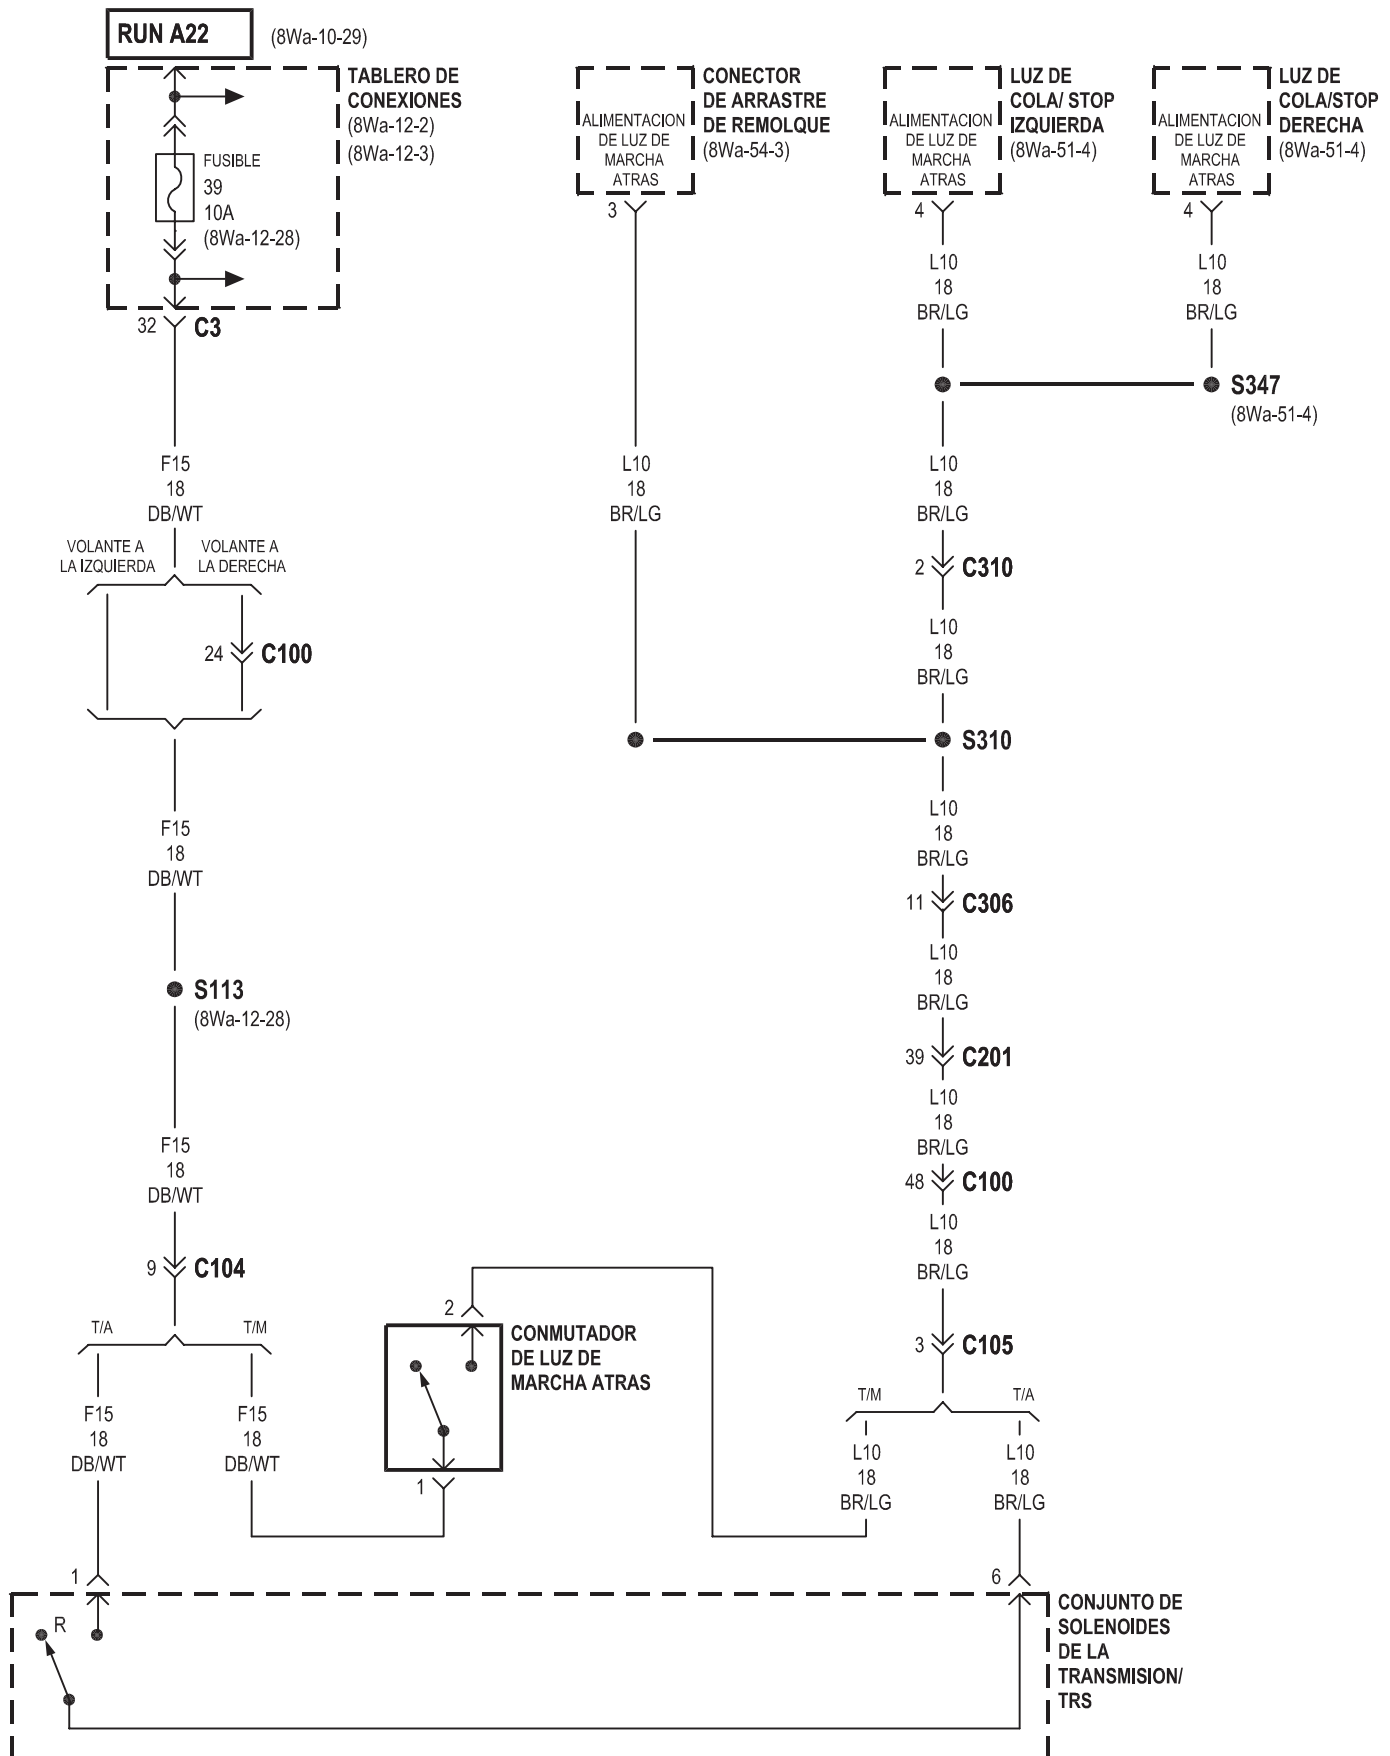 RUN A22
(8Wa-10-29)
TABLERO DE
CONEXIONES
(8Wa-12-2)
(8Wa-12-3)
FUSIBLE
39
10A
(8Wa-12-28)
32
C3
F15
18
DB/WT
VOLANTE A
LA IZQUIERDA
VOLANTE A
LA DERECHA
24
C100
F15
18
DB/WT
S113
(8Wa-12-28)
F15
18
DB/WT
9
C104
T/A
T/M
F15
18
DB/WT
F15
18
DB/WT
2
CONMUTADOR
DE LUZ DE
MARCHA ATRAS
1
CONECTOR
DE ARRASTRE
DE REMOLQUE
(8Wa-54-3)
ALIMENTACION
DE LUZ DE
MARCHA
ATRAS
3
L10
18
BR/LG
LUZ DE
COLA/ STOP
IZQUIERDA
(8Wa-51-4)
ALIMENTACION
DE LUZ DE
MARCHA
ATRAS
4
L10
18
BR/LG
LUZ DE
COLA/STOP
DERECHA
(8Wa-51-4)
ALIMENTACION
DE LUZ DE
MARCHA
ATRAS
4
L10
18
BR/LG
S347
(8Wa-51-4)
L10
18
BR/LG
2
C310
L10
18
BR/LG
S310
L10
18
BR/LG
11
C306
L10
18
BR/LG
39
C201
L10
18
BR/LG
48
C100
L10
18
BR/LG
3
C105
T/M
T/A
L10
18
BR/LG
L10
18
BR/LG
1
6
R
CONJUNTO DE
SOLENOIDES
DE LA
TRANSMISION/
TRS